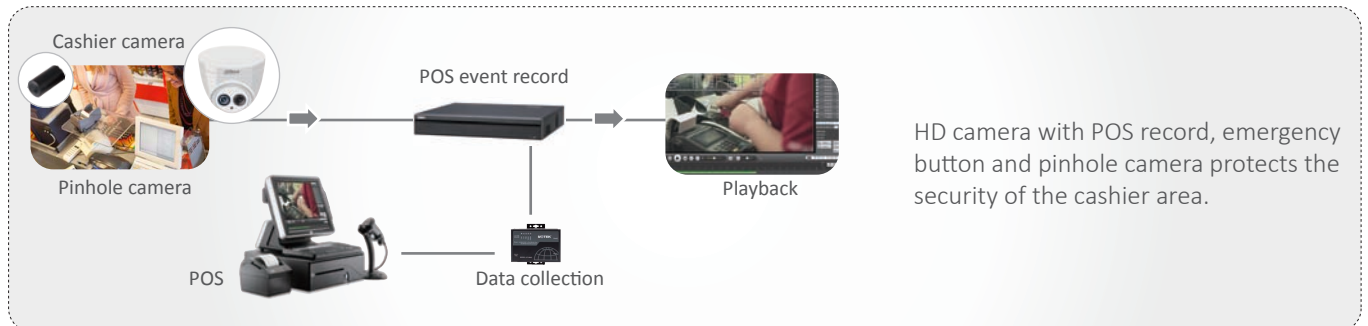 Cashier camera
POS event record
HD camera with POS record, emergency
button and pinhole camera protects the
security of the cashier area.
Pinhole camera
Playback
POS
Data collection